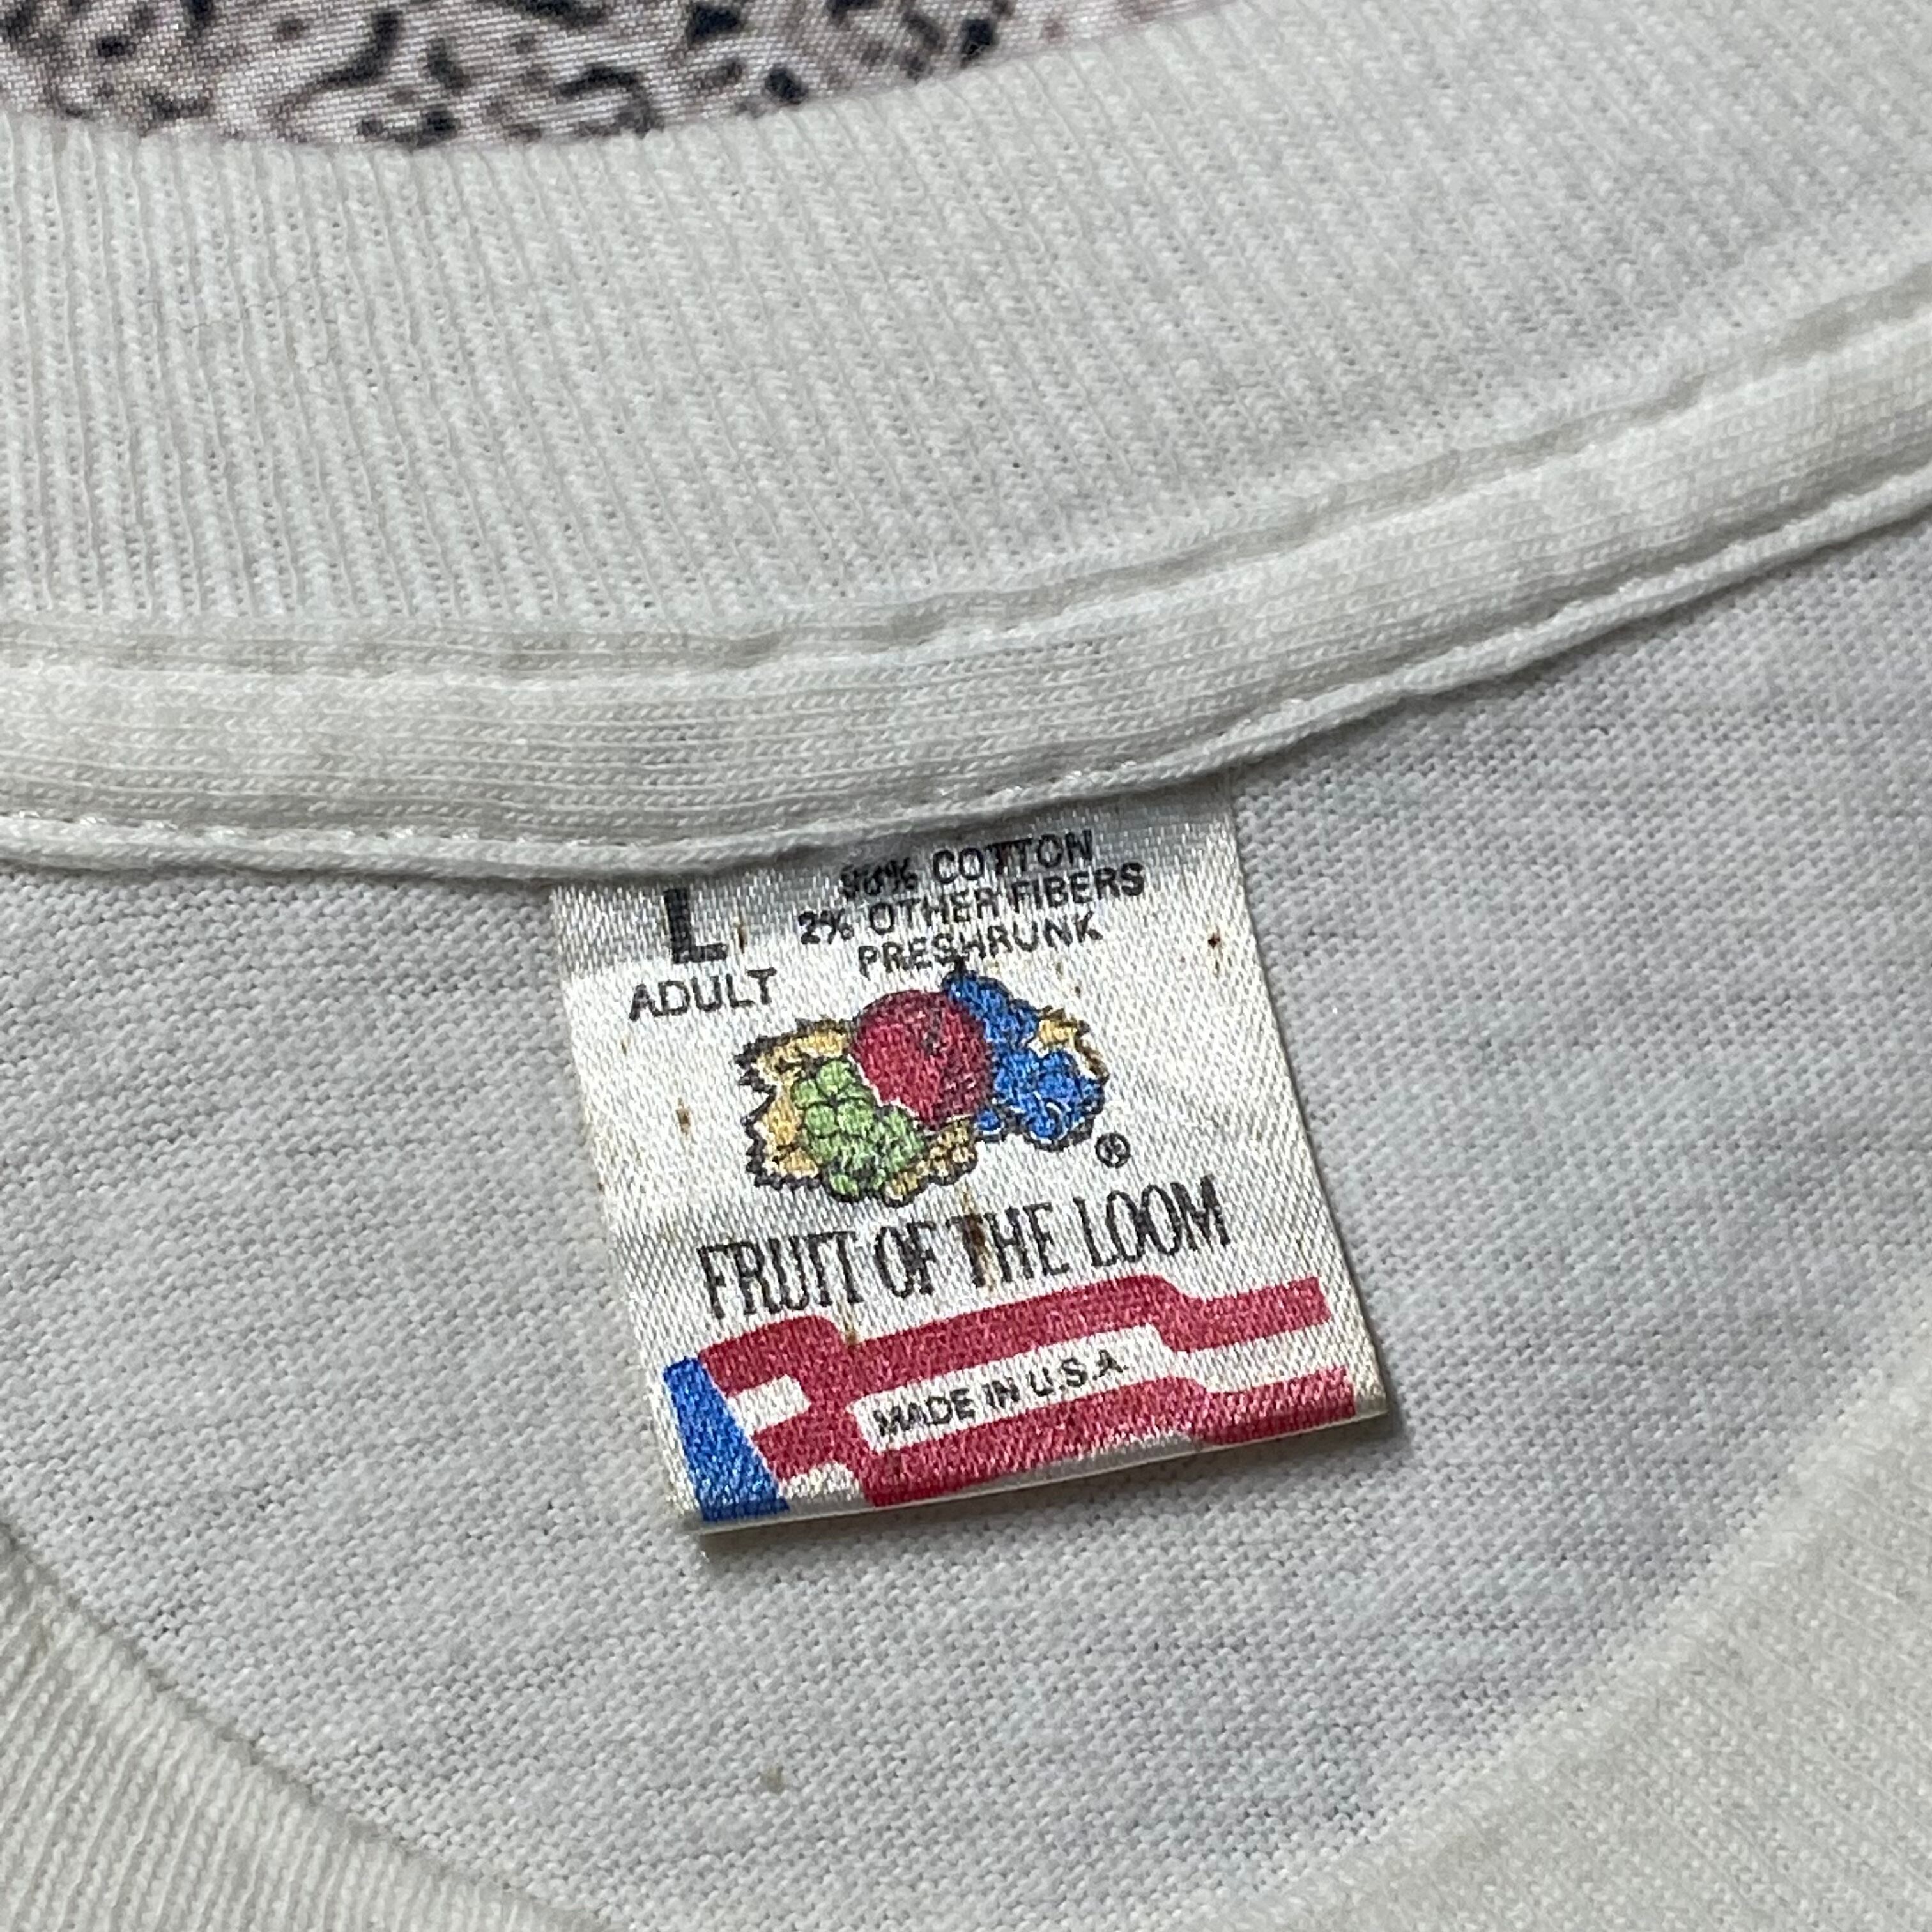 L
ADULT
98% COTTON
2% OTHER FIBERS
PRESHRUNK
®
FRUIT OF THE LOOM
MADE IN U.S.A.